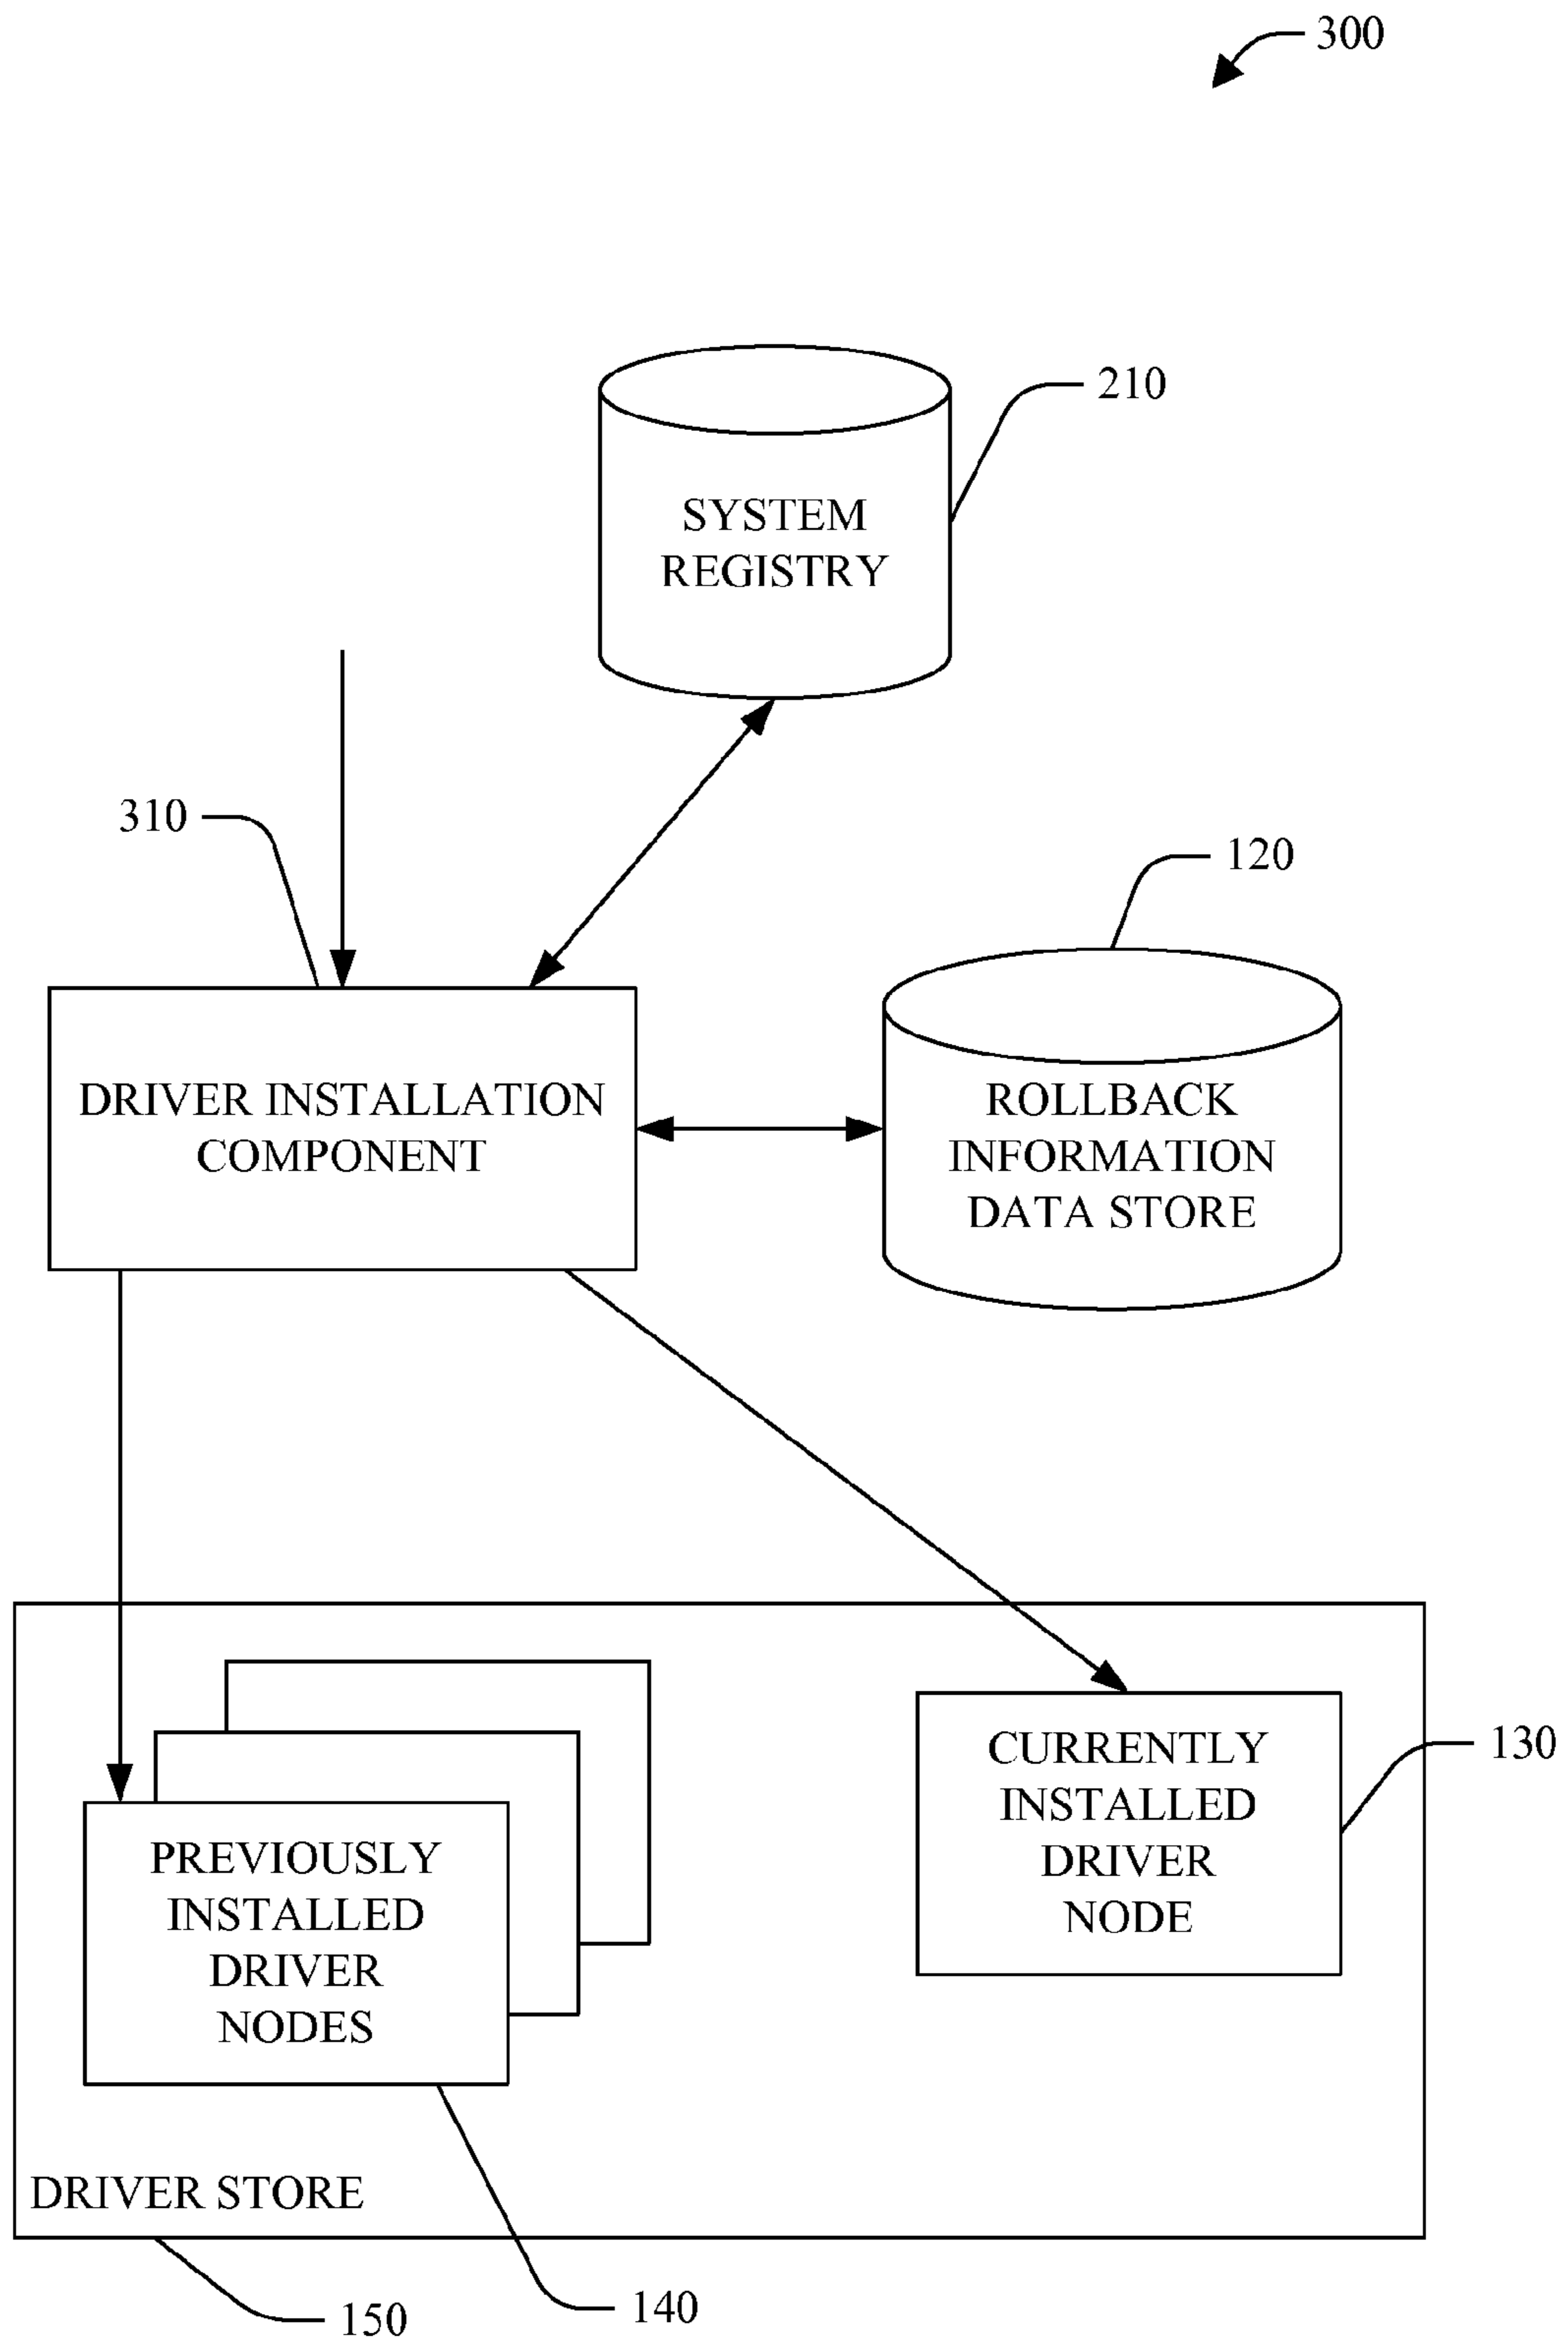 300
210
SYSTEM
REGISTRY
310
120
DRIVER INSTALLATION
COMPONENT
ROLLBACK
INFORMATION
DATA STORE
130
CURRENTLY
INSTALLED
DRIVER
NODE
PREVIOUSLY
INSTALLED
DRIVER
NODES
DRIVER STORE
150
140